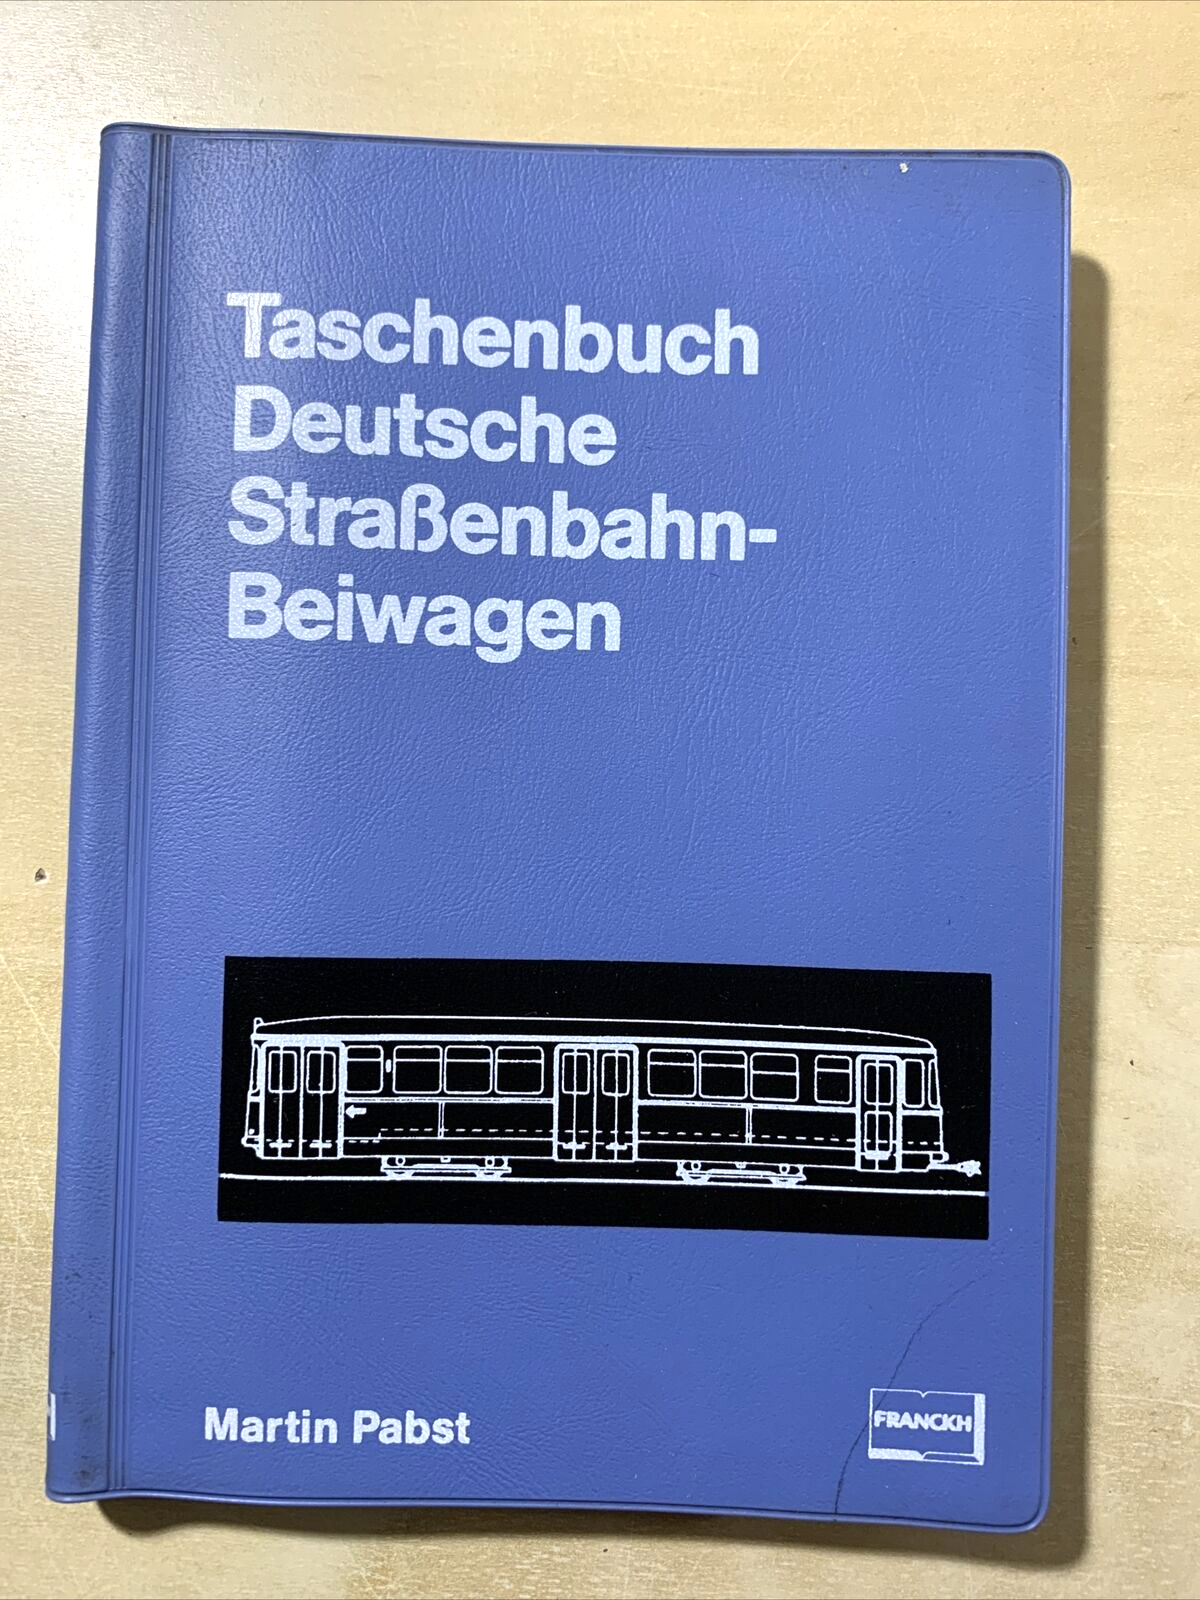 Taschenbuch
Deutsche
Straßenbahn-
Beiwagen
Martin Pabst
FRANCKH